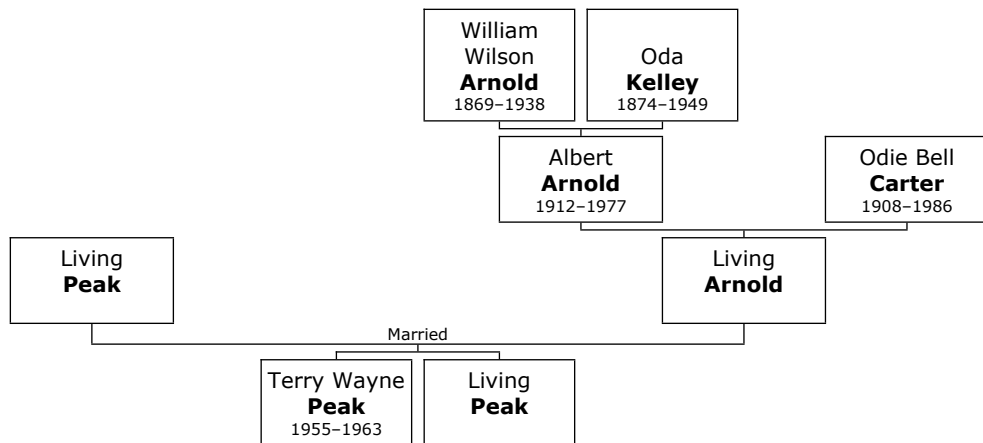 William
Wilson
Arnold
1869–1938
Oda
Kelley
1874–1949
Albert
Arnold
1912–1977
Odie Bell
Carter
1908–1986
Living
Peak
Living
Arnold
Married
Terry Wayne
Peak
1955–1963
Living
Peak